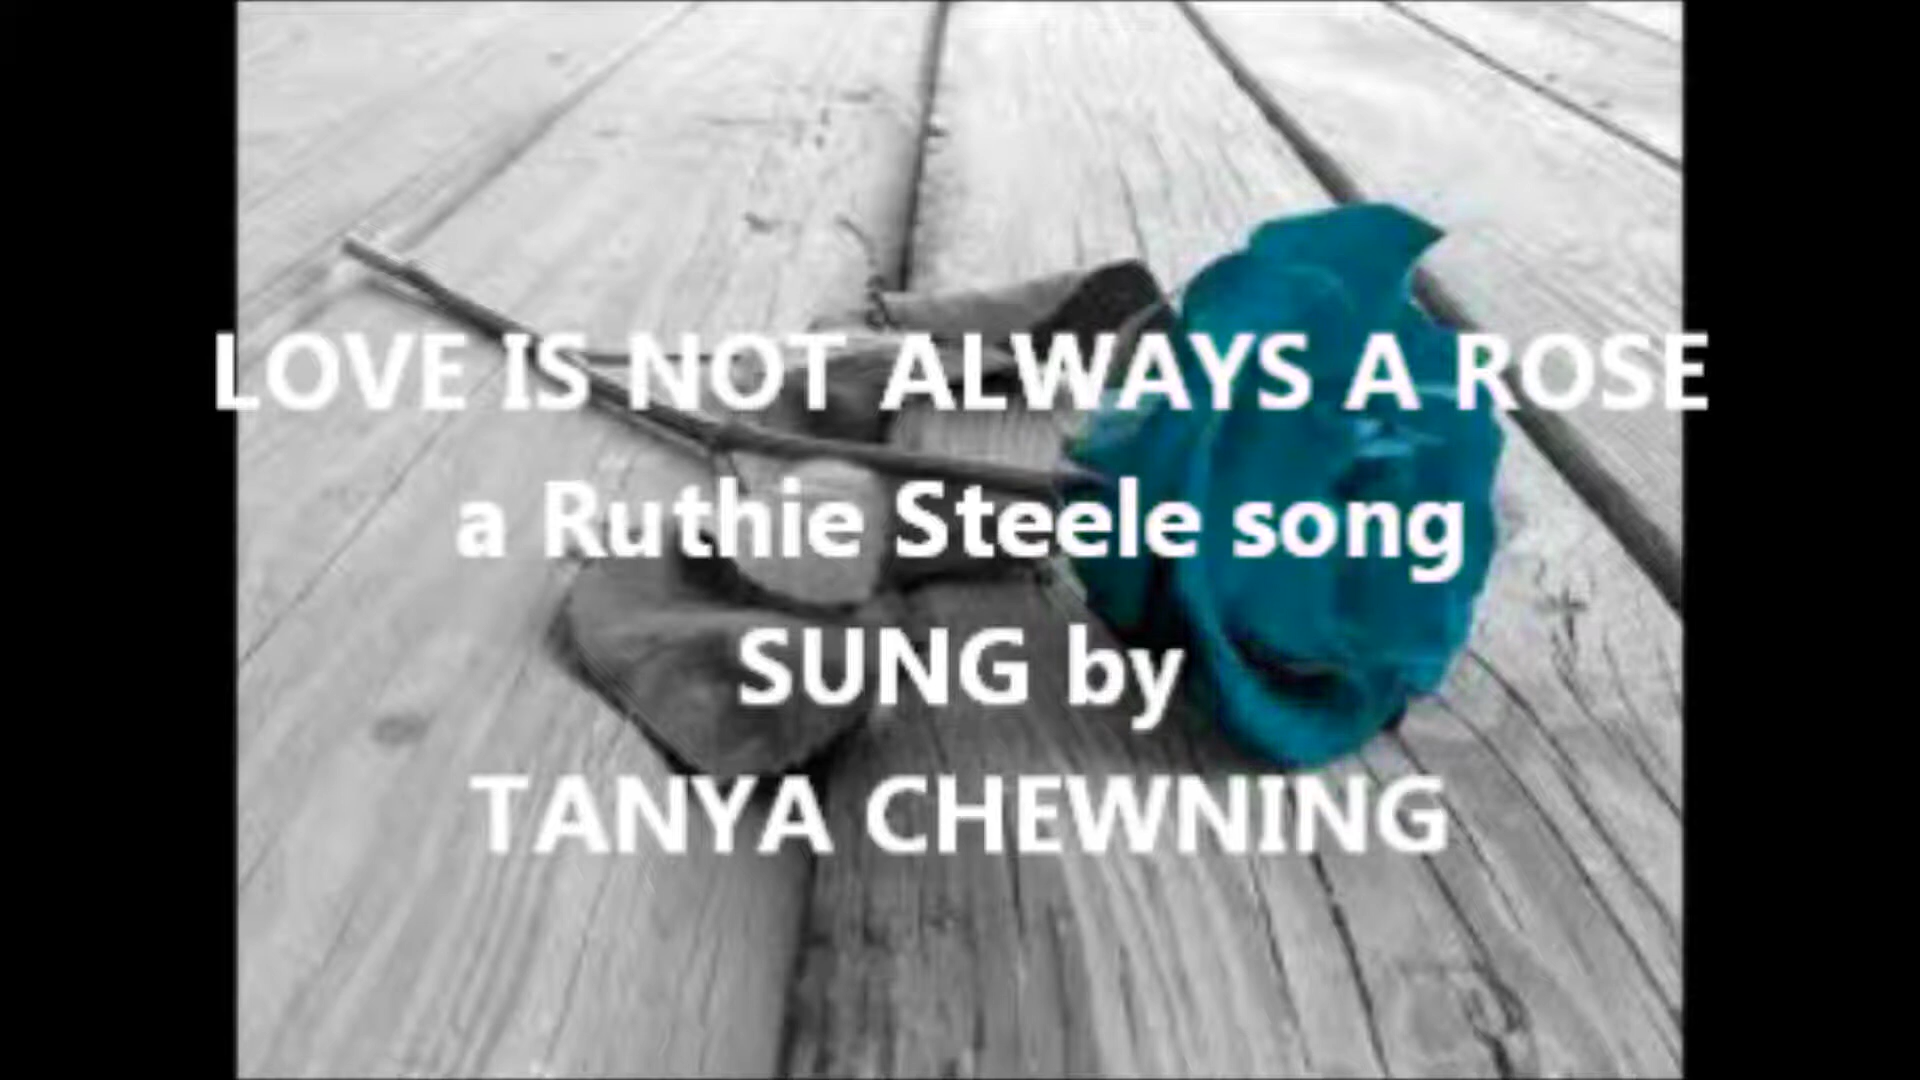 LOVE IS NOT ALWAYS A ROSE
a Ruthie Steele song
SUNG by
TANYA CHEWNING